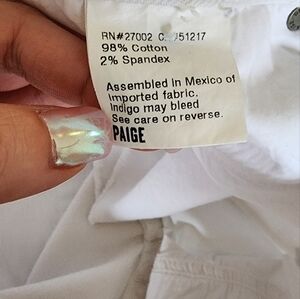 RN#27002
98% Cotton
2% Spandex
Assembled in Mexico of
imported fabric.
Indigo may bleed
See care on reverse.
PAIGE